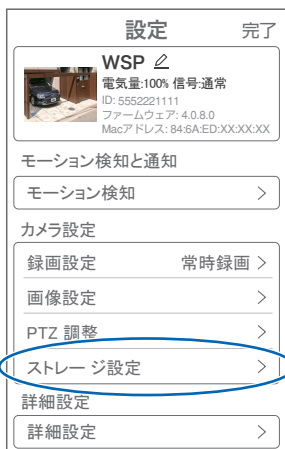 設定 完了
WSP
電気量:100% 信号:通常
ID: 5552221111
ファームウェア: 4.0.8.0
Macアドレス: 84:6A:ED:XX:XX:XX
モーション検知と通知
モーション検知
カメラ設定
録画設定 常時録画
画像設定
PTZ 調整
ストレージ設定
詳細設定
詳細設定